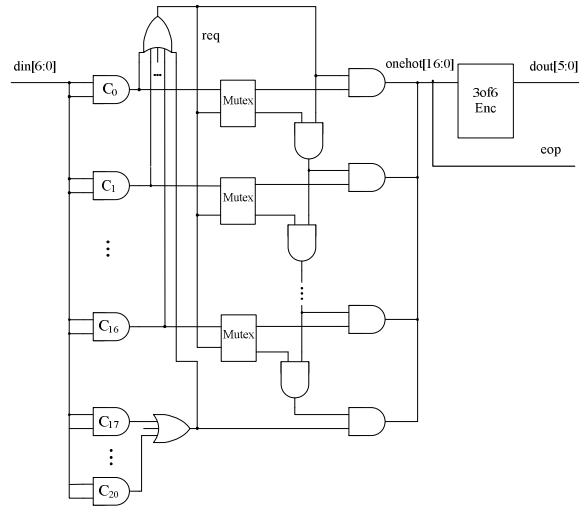 req
onehot[16:0]
din[6:0]
dout[5:0]
C0
Mutex
3of6
Enc
eop
C1
Mutex
...
C16
Mutex
C17
...
C20